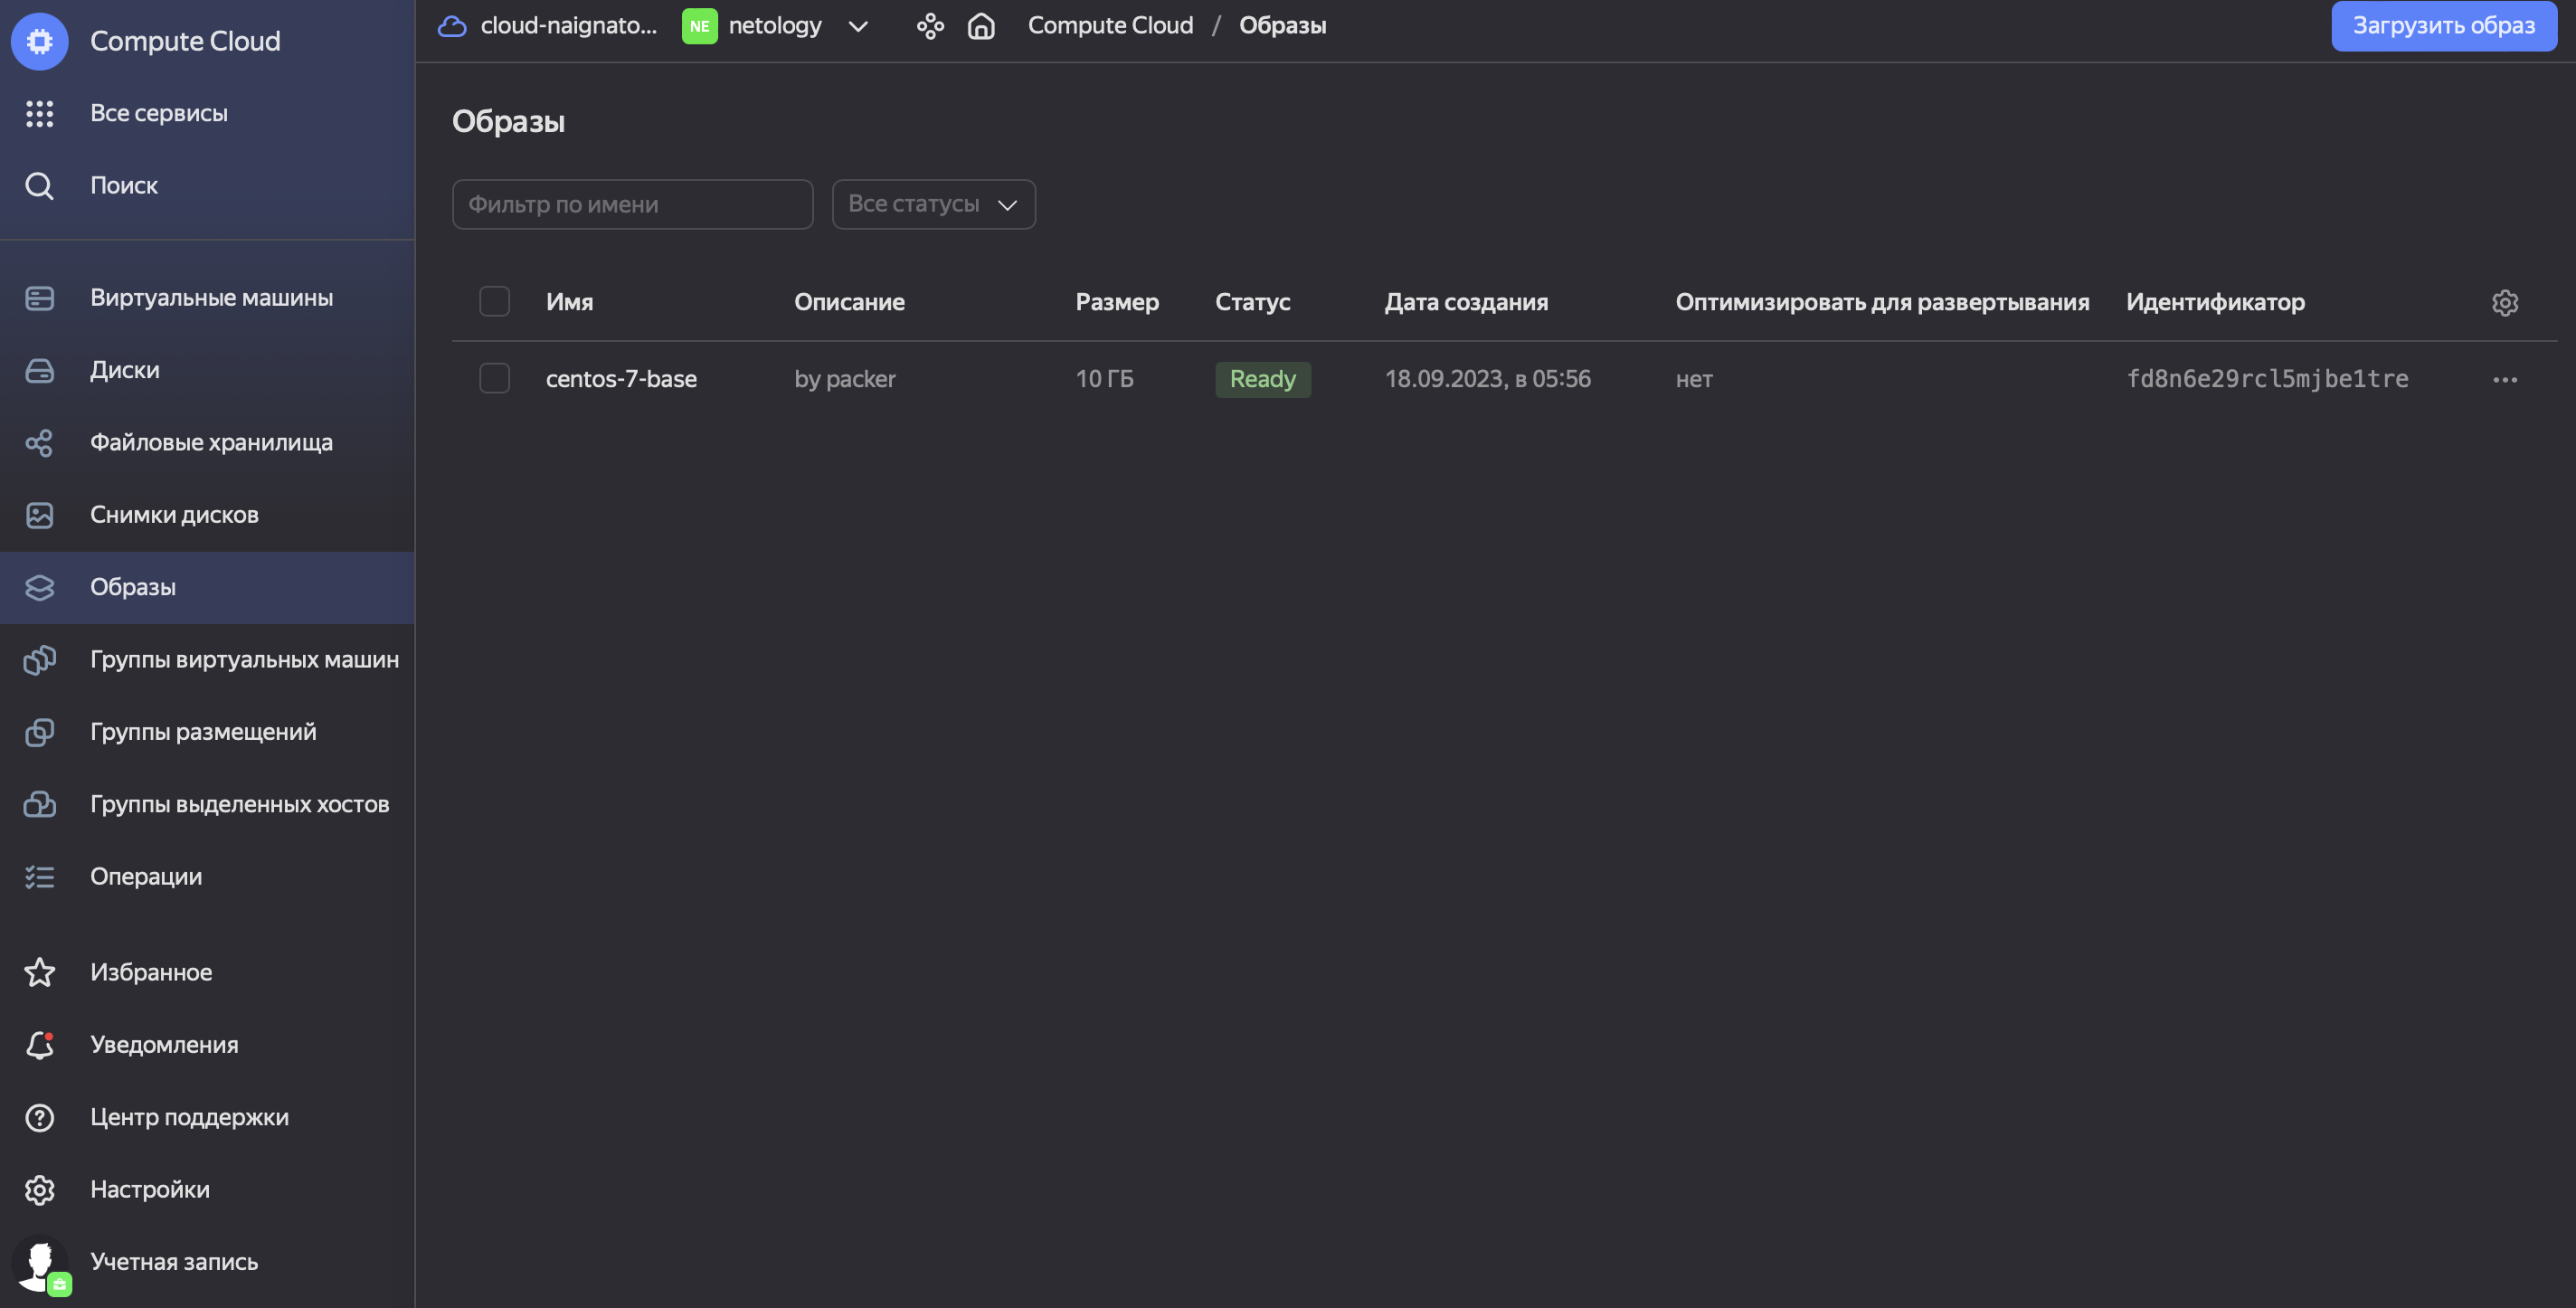 Compute Cloud
Все сервисы
Поиск
Виртуальные машины
Диски
Файловые хранилища
Снимки дисков
Образы
Группы виртуальных машин
Группы размещений
Группы выделенных хостов
Операции
Избранное
Уведомления
Центр поддержки
Настройки
Учетная запись
cloud-naignato... NE netology Compute Cloud / Образы Загрузить образ
Образы
Фильтр по имени Все статусы
Имя Описание Размер Статус Дата создания Оптимизировать для развертывания Идентификатор
centos-7-base by packer 10 ГБ Ready 18.09.2023, в 05:56 нет fd8n6e29rcl5mjbe1tre